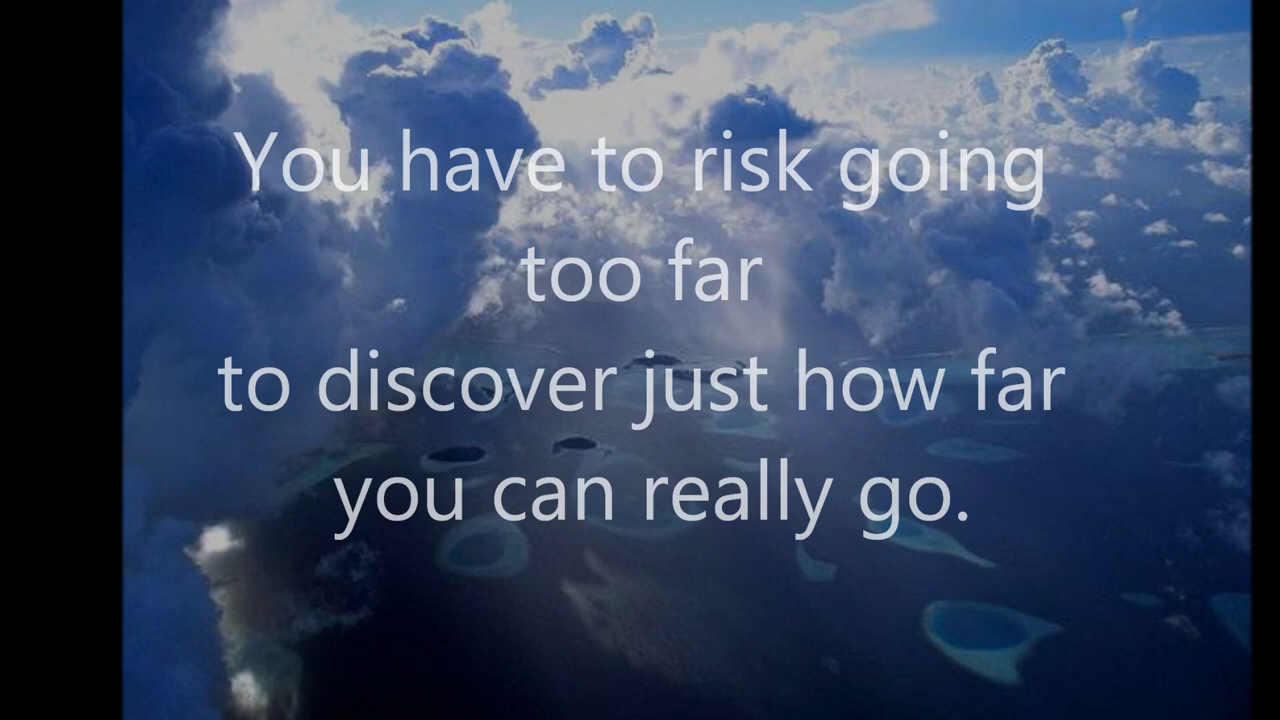 You have to risk going
too far
to discover just how far
you can really go.